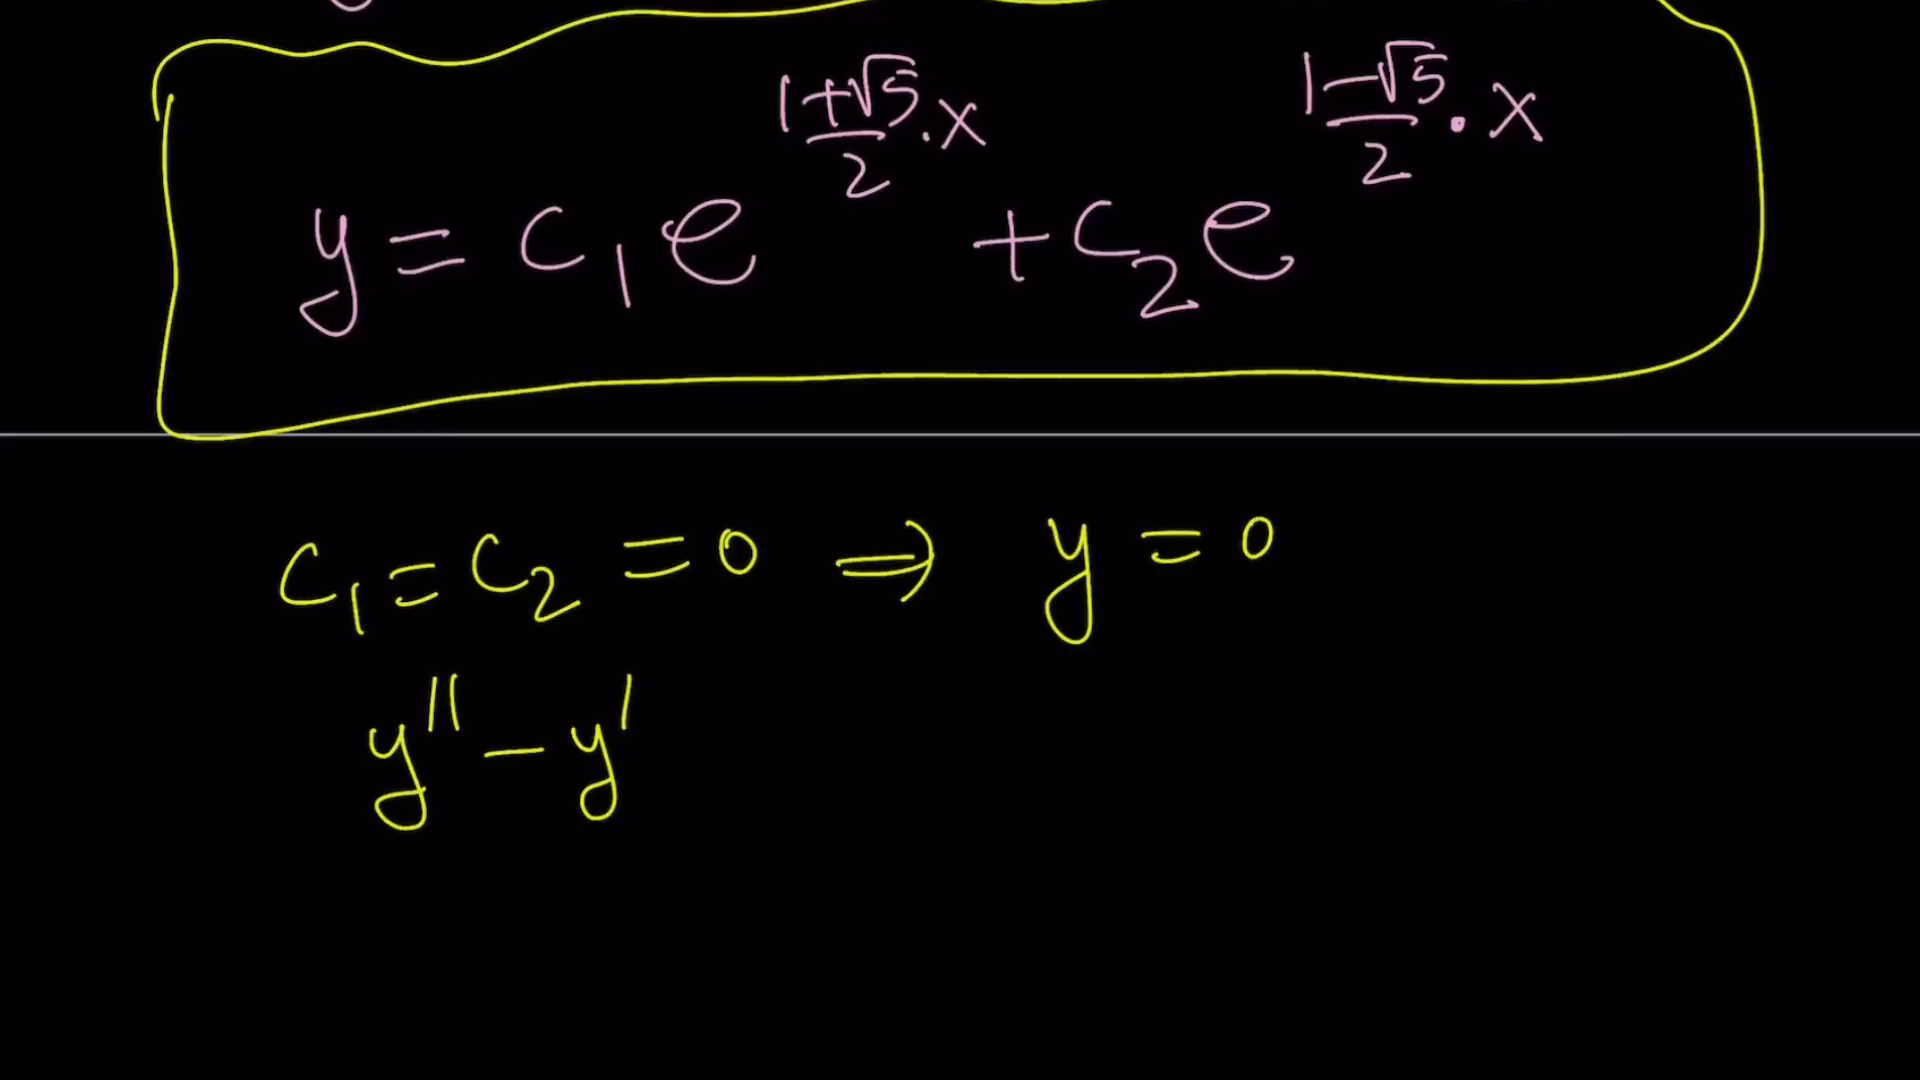 y = c₁e^((1+√5)/2 · x) + c₂e^((1-√5)/2 · x)
c₁ = c₂ = 0 ⇒ y = 0
y'' - y'